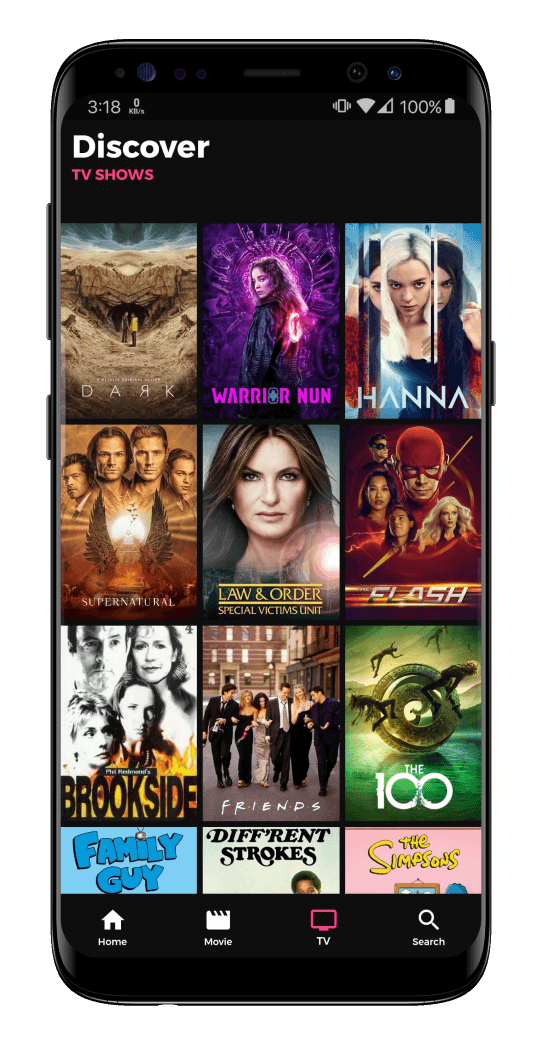 3:18 0 KB/s 100%
Discover
TV SHOWS
A NETFLIX ORIGINAL SERIES
DAЯK
WARRIOR NUN
HANNA
SUPERNATURAL
LAW & ORDER
SPECIAL VICTIMS UNIT
THE FLASH
4
Phil Redmond's
BROOKSIDE
F·R·I·E·N·D·S
THE
100
FAMILY
GUY
DIFF'RENT
STROKES
THE
SIMPSONS
Home Movie TV Search